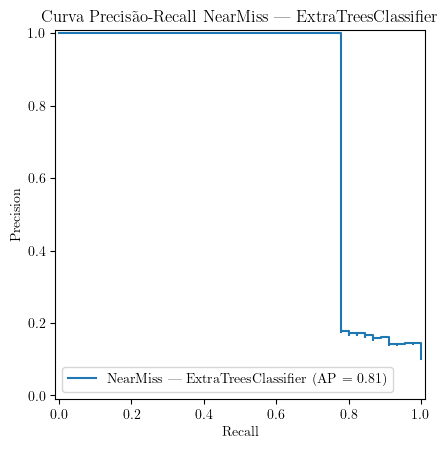 Curva Precisão-Recall NearMiss — ExtraTreesClassifier
1.0
0.8
0.6
0.4
0.2
0.0
Precision
NearMiss — ExtraTreesClassifier (AP = 0.81)
0.0 0.2 0.4 0.6 0.8 1.0
Recall